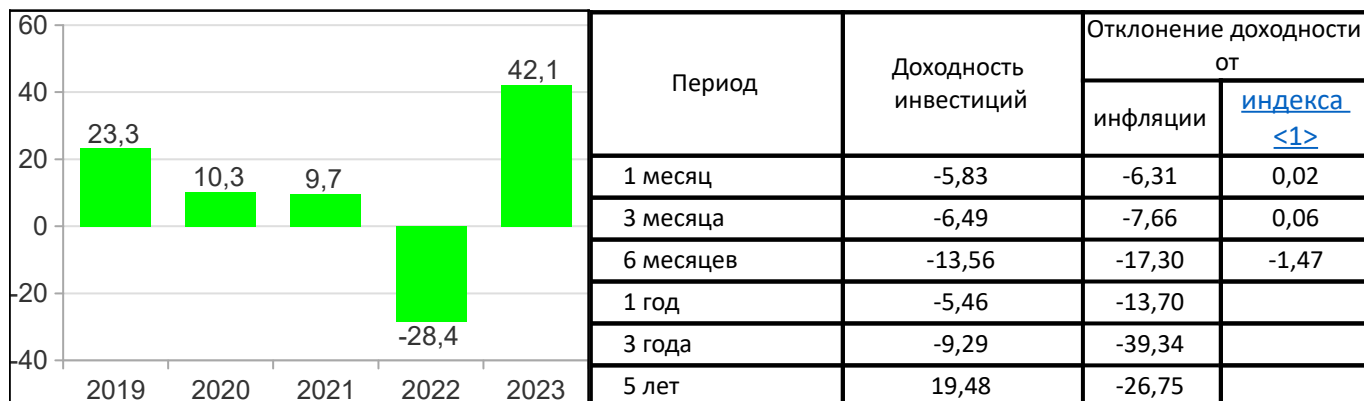 60
40
20
0
-20
-40
23,3
10,3
9,7
-28,4
42,1
2019 2020 2021 2022 2023
Период
Доходность
инвестиций
Отклонение доходности
от
инфляции
индекса
<1>
1 месяц -5,83 -6,31 0,02
3 месяца -6,49 -7,66 0,06
6 месяцев -13,56 -17,30 -1,47
1 год -5,46 -13,70
3 года -9,29 -39,34
5 лет 19,48 -26,75